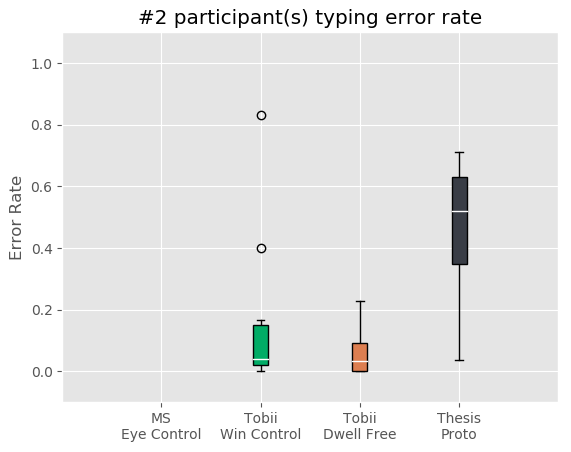 #2 participant(s) typing error rate
Error Rate
1.0
0.8
0.6
0.4
0.2
0.0
MS
Eye Control
Tobii
Win Control
Tobii
Dwell Free
Thesis
Proto